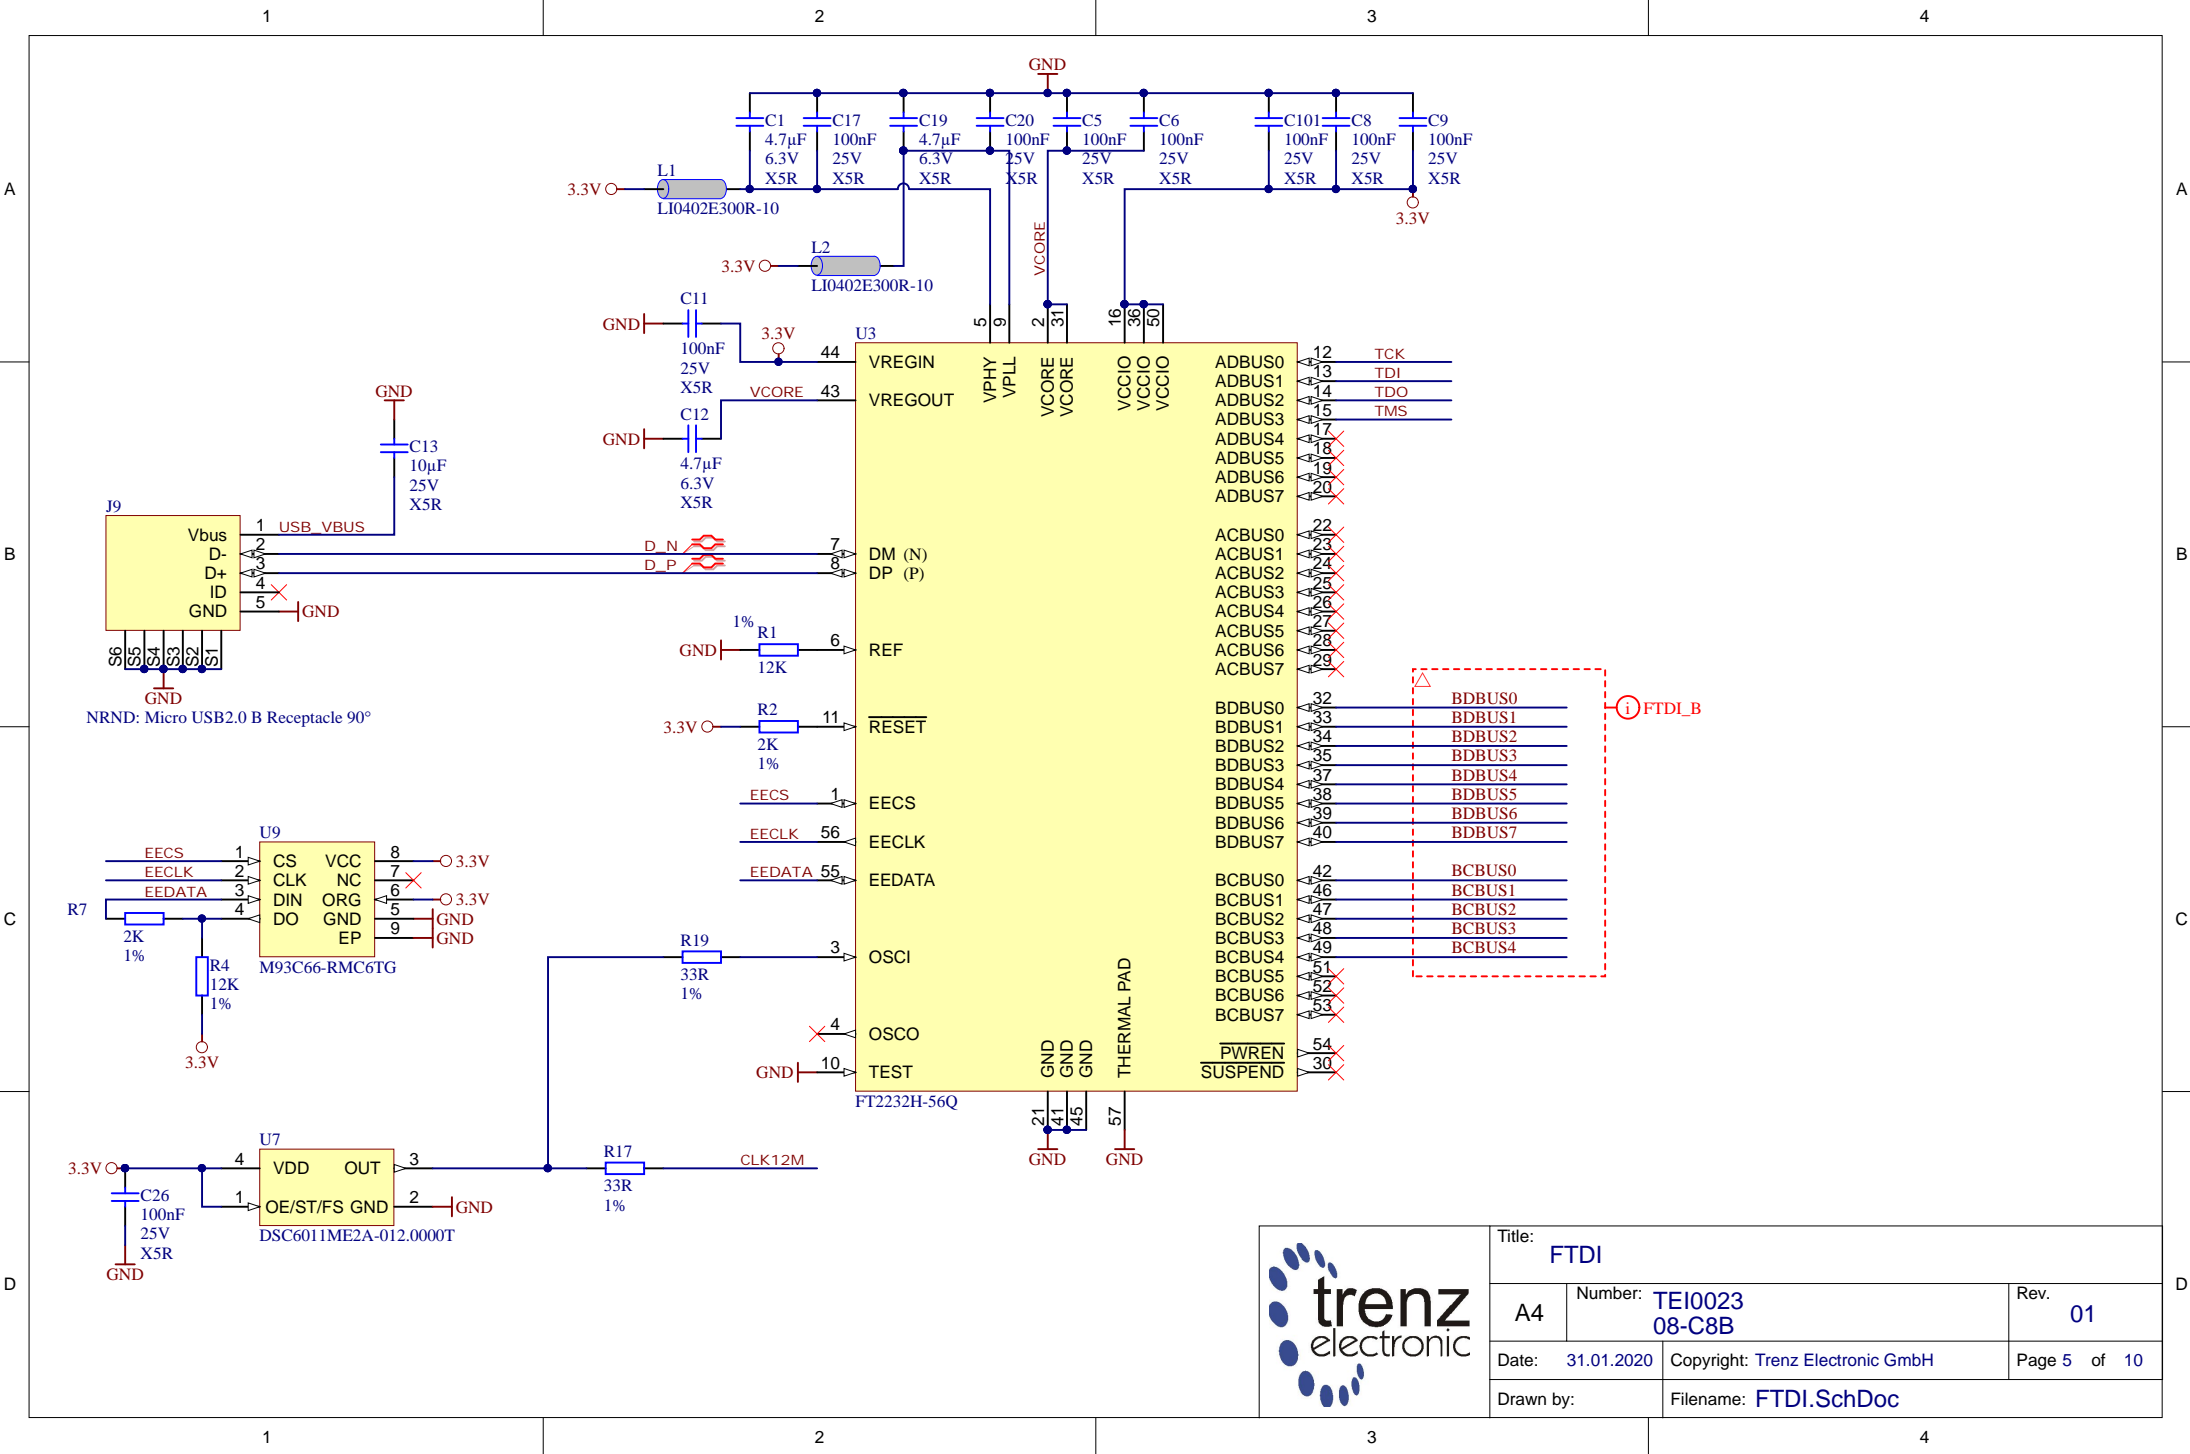 1 2 3 4
GND
C1 C17 C19 C20 C5 C6 C101 C8 C9
4.7µF 100nF 4.7µF 100nF 100nF 100nF 100nF 100nF 100nF
6.3V 25V 6.3V 25V 25V 25V 25V 25V 25V
X5R X5R X5R X5R X5R X5R X5R X5R X5R
A A
L1
3.3V
LI0402E300R-10
3.3V
VCORE
L2
3.3V
LI0402E300R-10
C11
GND
100nF
25V
X5R
3.3V
5 9 2 31 16 36 50
U3
44 VREGIN
VCORE 43 VREGOUT
C12
GND
4.7µF
6.3V
X5R
VPHY
VPLL
VCORE
VCORE
VCCIO
VCCIO
VCCIO
ADBUS0 12 TCK
ADBUS1 13 TDI
ADBUS2 14 TDO
ADBUS3 15 TMS
ADBUS4 17
ADBUS5 18
ADBUS6 19
ADBUS7 20
ACBUS0 22
ACBUS1 23
ACBUS2 24
ACBUS3 25
ACBUS4 26
ACBUS5 27
ACBUS6 28
ACBUS7 29
GND
C13
10µF
25V
X5R
B B
J9
Vbus 1 USB_VBUS
D- 2
D+ 3
ID 4
GND 5 GND
S6 S5 S4 S3 S2 S1
GND
NRND: Micro USB2.0 B Receptacle 90°
D_N 7 DM (N)
D_P 8 DP (P)
1%
R1
GND 6 REF
12K
R2
3.3V 11 RESET
2K
1%
EECS 1 EECS
EECLK 56 EECLK
EEDATA 55 EEDATA
BDBUS0 32 BDBUS0
BDBUS1 33 BDBUS1
BDBUS2 34 BDBUS2
BDBUS3 35 BDBUS3
BDBUS4 37 BDBUS4
BDBUS5 38 BDBUS5
BDBUS6 39 BDBUS6
BDBUS7 40 BDBUS7
i FTDI_B
BCBUS0 42 BCBUS0
BCBUS1 46 BCBUS1
BCBUS2 47 BCBUS2
BCBUS3 48 BCBUS3
BCBUS4 49 BCBUS4
BCBUS5 51
BCBUS6 52
BCBUS7 53
PWREN 54
SUSPEND 30
C C
U9
EECS 1 CS VCC 8 3.3V
EECLK 2 CLK NC 7
EEDATA 3 DIN ORG 6 3.3V
4 DO GND 5 GND
EP 9 GND
M93C66-RMC6TG
R7
2K
1%
R4
12K
1%
3.3V
R19
33R
1%
3 OSCI
4 OSCO
GND 10 TEST
GND
GND
GND
THERMAL PAD
FT2232H-56Q
21 41 45 57
GND GND
U7
3.3V 4 VDD OUT 3
1 OE/ST/FS GND 2 GND
DSC6011ME2A-012.0000T
C26
100nF
25V
X5R
GND
R17
33R
1%
CLK12M
D D
trenz
electronic
Title:
FTDI
A4
Number: TEI0023
08-C8B
Rev.
01
Date: 31.01.2020 Copyright: Trenz Electronic GmbH Page 5 of 10
Drawn by: Filename: FTDI.SchDoc
1 2 3 4